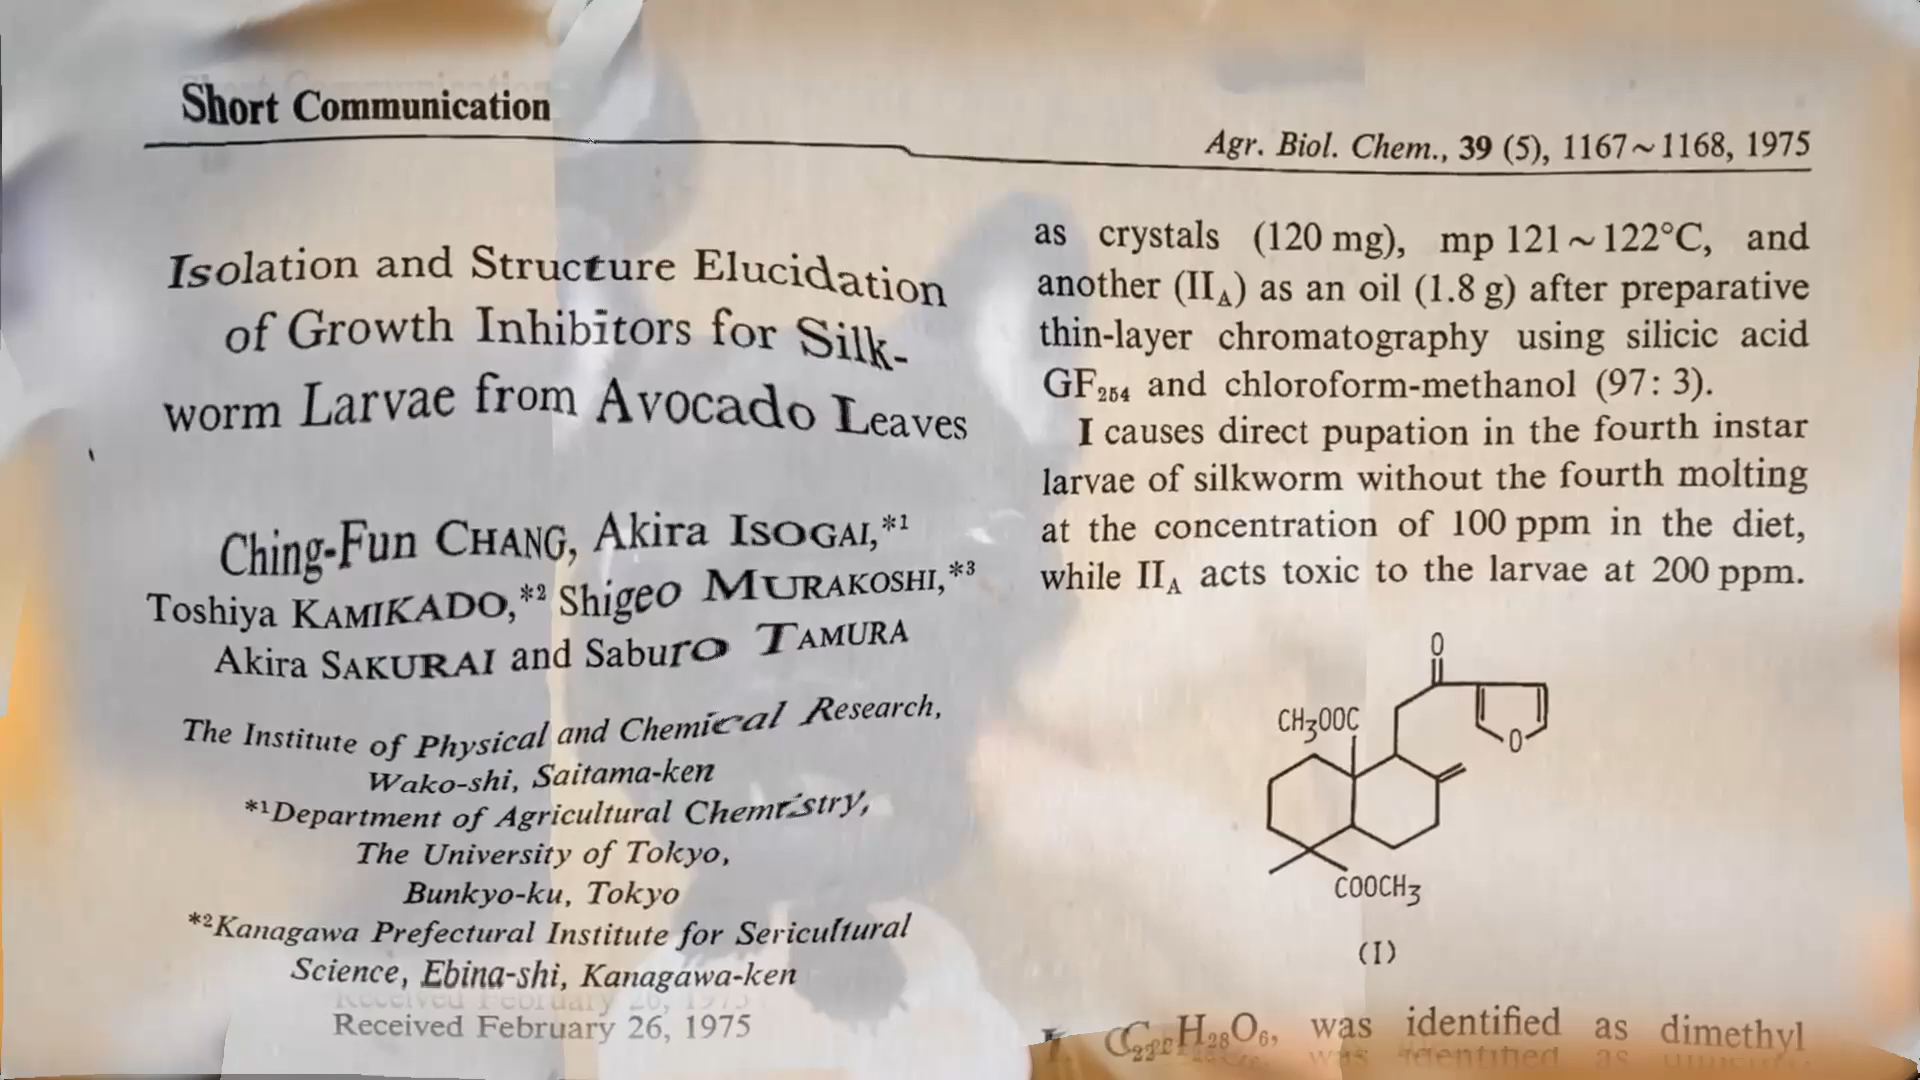 Short Communication
Agr. Biol. Chem., 39 (5), 1167~1168, 1975
Isolation and Structure Elucidation
of Growth Inhibitors for Silk-
worm Larvae from Avocado Leaves
Ching-Fun CHANG, Akira ISOGAI,*1
Toshiya KAMIKADO,*2 Shigeo MURAKOSHI,*3
Akira SAKURAI and Saburo TAMURA
The Institute of Physical and Chemical Research,
Wako-shi, Saitama-ken
*1Department of Agricultural Chemistry,
The University of Tokyo,
Bunkyo-ku, Tokyo
*2Kanagawa Prefectural Institute for Sericultural
Science, Ebina-shi, Kanagawa-ken
Received February 26, 1975
as crystals (120 mg), mp 121~122°C, and
another (IIA) as an oil (1.8 g) after preparative
thin-layer chromatography using silicic acid
GF254 and chloroform-methanol (97: 3).
I causes direct pupation in the fourth instar
larvae of silkworm without the fourth molting
at the concentration of 100 ppm in the diet,
while IIA acts toxic to the larvae at 200 ppm.
O
CH3OOC
O
COOCH3
(I)
H28O6, was identified as dimethyl